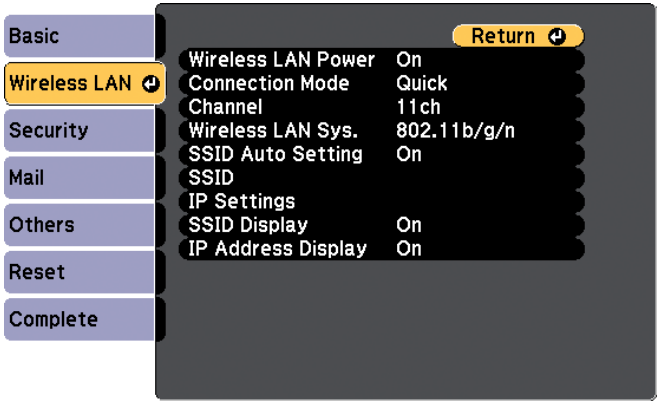 Basic
Wireless LAN
Security
Mail
Others
Reset
Complete
Return
Wireless LAN Power On
Connection Mode Quick
Channel 11ch
Wireless LAN Sys. 802.11b/g/n
SSID Auto Setting On
SSID
IP Settings
SSID Display On
IP Address Display On